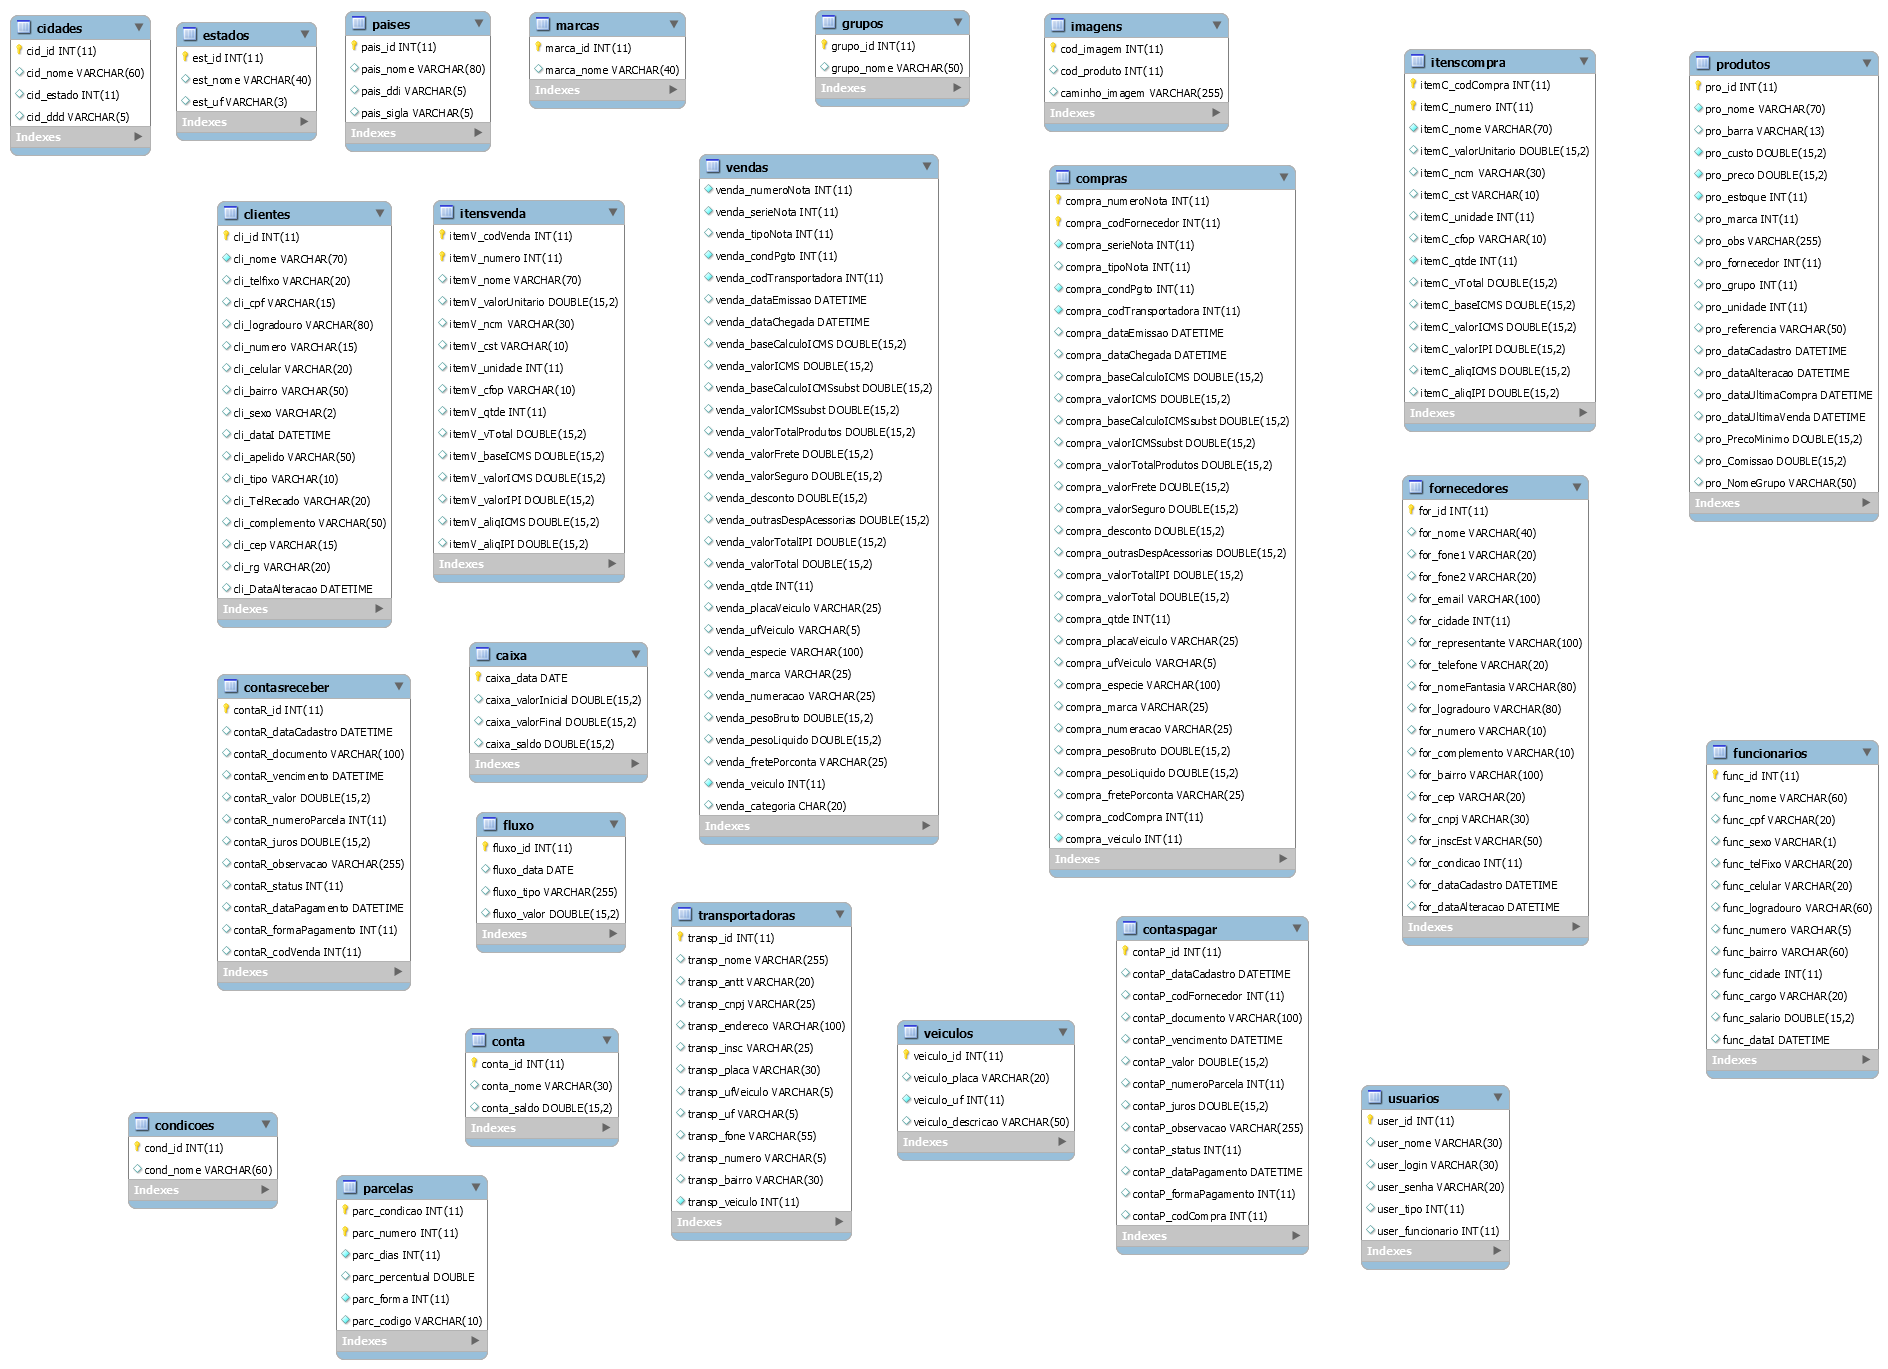 cidades
cid_id INT(11)
cid_nome VARCHAR(60)
cid_estado INT(11)
cid_ddd VARCHAR(5)
Indexes
estados
est_id INT(11)
est_nome VARCHAR(40)
est_uf VARCHAR(3)
Indexes
paises
pais_id INT(11)
pais_nome VARCHAR(80)
pais_ddi VARCHAR(5)
pais_sigla VARCHAR(5)
Indexes
marcas
marca_id INT(11)
marca_nome VARCHAR(40)
Indexes
grupos
grupo_id INT(11)
grupo_nome VARCHAR(50)
Indexes
imagens
cod_imagem INT(11)
cod_produto INT(11)
caminho_imagem VARCHAR(255)
Indexes
itenscompra
itemC_codCompra INT(11)
itemC_numero INT(11)
itemC_nome VARCHAR(70)
itemC_valorUnitario DOUBLE(15,2)
itemC_ncm VARCHAR(30)
itemC_cst VARCHAR(10)
itemC_unidade INT(11)
itemC_cfop VARCHAR(10)
itemC_qtde INT(11)
itemC_vTotal DOUBLE(15,2)
itemC_baseICMS DOUBLE(15,2)
itemC_valorICMS DOUBLE(15,2)
itemC_valorIPI DOUBLE(15,2)
itemC_aliqICMS DOUBLE(15,2)
itemC_aliqIPI DOUBLE(15,2)
Indexes
produtos
pro_id INT(11)
pro_nome VARCHAR(70)
pro_barra VARCHAR(13)
pro_custo DOUBLE(15,2)
pro_preco DOUBLE(15,2)
pro_estoque INT(11)
pro_marca INT(11)
pro_obs VARCHAR(255)
pro_fornecedor INT(11)
pro_grupo INT(11)
pro_unidade INT(11)
pro_referencia VARCHAR(50)
pro_dataCadastro DATETIME
pro_dataAlteracao DATETIME
pro_dataUltimaCompra DATETIME
pro_dataUltimaVenda DATETIME
pro_PrecoMinimo DOUBLE(15,2)
pro_Comissao DOUBLE(15,2)
pro_NomeGrupo VARCHAR(50)
Indexes
clientes
cli_id INT(11)
cli_nome VARCHAR(70)
cli_telfixo VARCHAR(20)
cli_cpf VARCHAR(15)
cli_logradouro VARCHAR(80)
cli_numero VARCHAR(15)
cli_celular VARCHAR(20)
cli_bairro VARCHAR(50)
cli_sexo VARCHAR(2)
cli_dataI DATETIME
cli_apelido VARCHAR(50)
cli_tipo VARCHAR(10)
cli_TelRecado VARCHAR(20)
cli_complemento VARCHAR(50)
cli_cep VARCHAR(15)
cli_rg VARCHAR(20)
cli_DataAlteracao DATETIME
Indexes
itensvenda
itemV_codVenda INT(11)
itemV_numero INT(11)
itemV_nome VARCHAR(70)
itemV_valorUnitario DOUBLE(15,2)
itemV_ncm VARCHAR(30)
itemV_cst VARCHAR(10)
itemV_unidade INT(11)
itemV_cfop VARCHAR(10)
itemV_qtde INT(11)
itemV_vTotal DOUBLE(15,2)
itemV_baseICMS DOUBLE(15,2)
itemV_valorICMS DOUBLE(15,2)
itemV_valorIPI DOUBLE(15,2)
itemV_aliqICMS DOUBLE(15,2)
itemV_aliqIPI DOUBLE(15,2)
Indexes
vendas
venda_numeroNota INT(11)
venda_serieNota INT(11)
venda_tipoNota INT(11)
venda_condPgto INT(11)
venda_codTransportadora INT(11)
venda_dataEmissao DATETIME
venda_dataChegada DATETIME
venda_baseCalculoICMS DOUBLE(15,2)
venda_valorICMS DOUBLE(15,2)
venda_baseCalculoICMSsubst DOUBLE(15,2)
venda_valorICMSsubst DOUBLE(15,2)
venda_valorTotalProdutos DOUBLE(15,2)
venda_valorFrete DOUBLE(15,2)
venda_valorSeguro DOUBLE(15,2)
venda_desconto DOUBLE(15,2)
venda_outrasDespAcessorias DOUBLE(15,2)
venda_valorTotalIPI DOUBLE(15,2)
venda_valorTotal DOUBLE(15,2)
venda_qtde INT(11)
venda_placaVeiculo VARCHAR(25)
venda_ufVeiculo VARCHAR(5)
venda_especie VARCHAR(100)
venda_marca VARCHAR(25)
venda_numeracao VARCHAR(25)
venda_pesoBruto DOUBLE(15,2)
venda_pesoLiquido DOUBLE(15,2)
venda_fretePorconta VARCHAR(25)
venda_veiculo INT(11)
venda_categoria CHAR(20)
Indexes
compras
compra_numeroNota INT(11)
compra_codFornecedor INT(11)
compra_serieNota INT(11)
compra_tipoNota INT(11)
compra_condPgto INT(11)
compra_codTransportadora INT(11)
compra_dataEmissao DATETIME
compra_dataChegada DATETIME
compra_baseCalculoICMS DOUBLE(15,2)
compra_valorICMS DOUBLE(15,2)
compra_baseCalculoICMSsubst DOUBLE(15,2)
compra_valorICMSsubst DOUBLE(15,2)
compra_valorTotalProdutos DOUBLE(15,2)
compra_valorFrete DOUBLE(15,2)
compra_valorSeguro DOUBLE(15,2)
compra_desconto DOUBLE(15,2)
compra_outrasDespAcessorias DOUBLE(15,2)
compra_valorTotalIPI DOUBLE(15,2)
compra_valorTotal DOUBLE(15,2)
compra_qtde INT(11)
compra_placaVeiculo VARCHAR(25)
compra_ufVeiculo VARCHAR(5)
compra_especie VARCHAR(100)
compra_marca VARCHAR(25)
compra_numeracao VARCHAR(25)
compra_pesoBruto DOUBLE(15,2)
compra_pesoLiquido DOUBLE(15,2)
compra_fretePorconta VARCHAR(25)
compra_codCompra INT(11)
compra_veiculo INT(11)
Indexes
fornecedores
for_id INT(11)
for_nome VARCHAR(40)
for_fone1 VARCHAR(20)
for_fone2 VARCHAR(20)
for_email VARCHAR(100)
for_cidade INT(11)
for_representante VARCHAR(100)
for_telefone VARCHAR(20)
for_nomeFantasia VARCHAR(80)
for_logradouro VARCHAR(80)
for_numero VARCHAR(10)
for_complemento VARCHAR(10)
for_bairro VARCHAR(100)
for_cep VARCHAR(20)
for_cnpj VARCHAR(30)
for_inscEst VARCHAR(50)
for_condicao INT(11)
for_dataCadastro DATETIME
for_dataAlteracao DATETIME
Indexes
contasreceber
contaR_id INT(11)
contaR_dataCadastro DATETIME
contaR_documento VARCHAR(100)
contaR_vencimento DATETIME
contaR_valor DOUBLE(15,2)
contaR_numeroParcela INT(11)
contaR_juros DOUBLE(15,2)
contaR_observacao VARCHAR(255)
contaR_status INT(11)
contaR_dataPagamento DATETIME
contaR_formaPagamento INT(11)
contaR_codVenda INT(11)
Indexes
caixa
caixa_data DATE
caixa_valorInicial DOUBLE(15,2)
caixa_valorFinal DOUBLE(15,2)
caixa_saldo DOUBLE(15,2)
Indexes
fluxo
fluxo_id INT(11)
fluxo_data DATE
fluxo_tipo VARCHAR(255)
fluxo_valor DOUBLE(15,2)
Indexes
funcionarios
func_id INT(11)
func_nome VARCHAR(60)
func_cpf VARCHAR(20)
func_sexo VARCHAR(1)
func_telFixo VARCHAR(20)
func_celular VARCHAR(20)
func_logradouro VARCHAR(60)
func_numero VARCHAR(5)
func_bairro VARCHAR(60)
func_cidade INT(11)
func_cargo VARCHAR(20)
func_salario DOUBLE(15,2)
func_dataI DATETIME
Indexes
transportadoras
transp_id INT(11)
transp_nome VARCHAR(255)
transp_antt VARCHAR(20)
transp_cnpj VARCHAR(25)
transp_endereco VARCHAR(100)
transp_insc VARCHAR(25)
transp_placa VARCHAR(30)
transp_ufVeiculo VARCHAR(5)
transp_uf VARCHAR(5)
transp_fone VARCHAR(55)
transp_numero VARCHAR(5)
transp_bairro VARCHAR(30)
transp_veiculo INT(11)
Indexes
contaspagar
contaP_id INT(11)
contaP_dataCadastro DATETIME
contaP_codFornecedor INT(11)
contaP_documento VARCHAR(100)
contaP_vencimento DATETIME
contaP_valor DOUBLE(15,2)
contaP_numeroParcela INT(11)
contaP_juros DOUBLE(15,2)
contaP_observacao VARCHAR(255)
contaP_status INT(11)
contaP_dataPagamento DATETIME
contaP_formaPagamento INT(11)
contaP_codCompra INT(11)
Indexes
conta
conta_id INT(11)
conta_nome VARCHAR(30)
conta_saldo DOUBLE(15,2)
Indexes
veiculos
veiculo_id INT(11)
veiculo_placa VARCHAR(20)
veiculo_uf INT(11)
veiculo_descricao VARCHAR(50)
Indexes
usuarios
user_id INT(11)
user_nome VARCHAR(30)
user_login VARCHAR(30)
user_senha VARCHAR(20)
user_tipo INT(11)
user_funcionario INT(11)
Indexes
condicoes
cond_id INT(11)
cond_nome VARCHAR(60)
Indexes
parcelas
parc_condicao INT(11)
parc_numero INT(11)
parc_dias INT(11)
parc_percentual DOUBLE
parc_forma INT(11)
parc_codigo VARCHAR(10)
Indexes